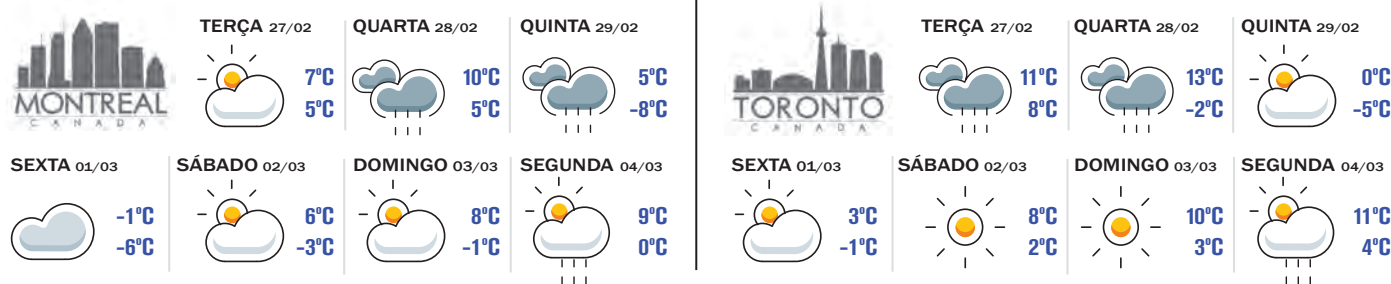 MONTREAL
CANADA
TERÇA 27/02
7ºC
5ºC
QUARTA 28/02
10ºC
5ºC
QUINTA 29/02
5ºC
-8ºC
SEXTA 01/03
-1ºC
-6ºC
SÁBADO 02/03
6ºC
-3ºC
DOMINGO 03/03
8ºC
-1ºC
SEGUNDA 04/03
9ºC
0ºC
TORONTO
CANADA
TERÇA 27/02
11ºC
8ºC
QUARTA 28/02
13ºC
-2ºC
QUINTA 29/02
0ºC
-5ºC
SEXTA 01/03
3ºC
-1ºC
SÁBADO 02/03
8ºC
2ºC
DOMINGO 03/03
10ºC
3ºC
SEGUNDA 04/03
11ºC
4ºC